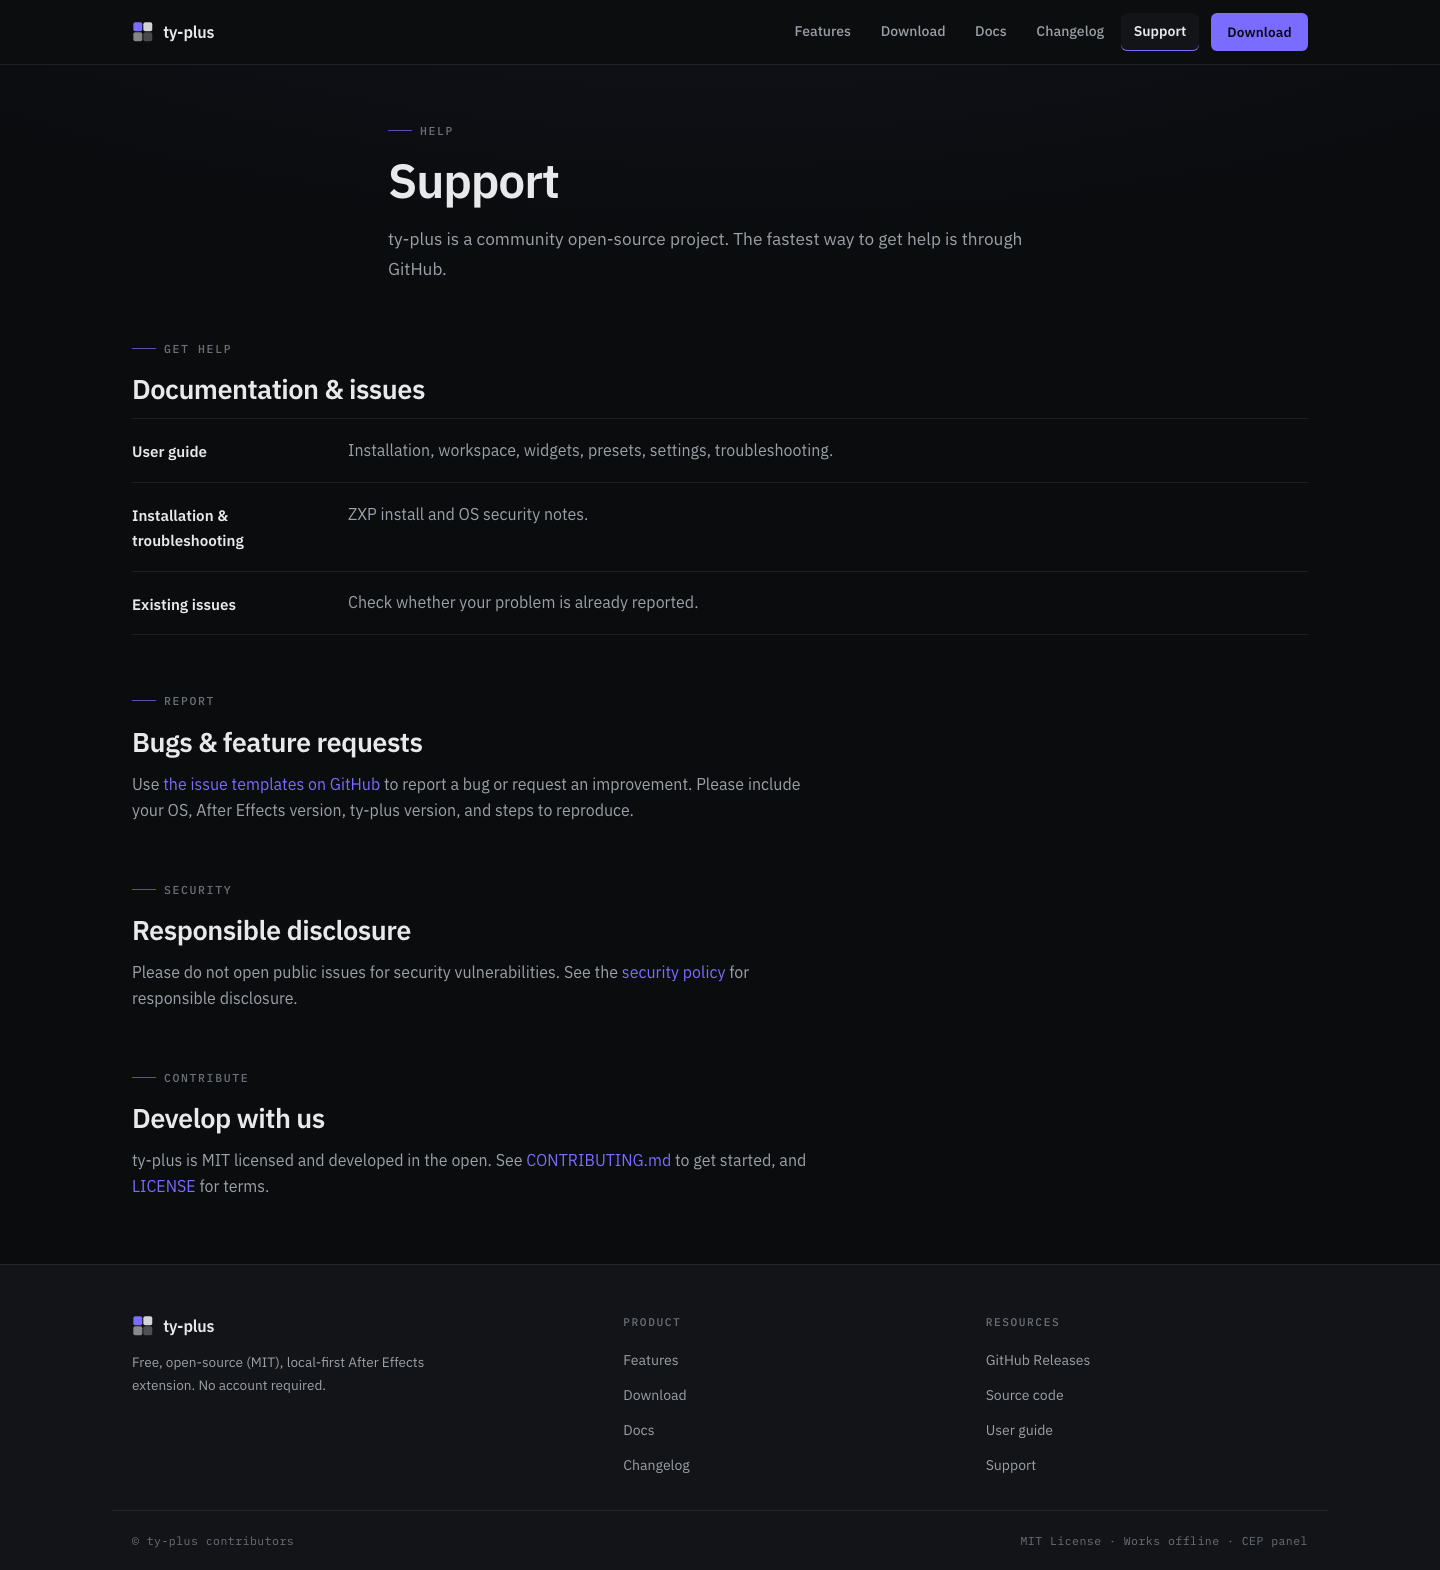 ty-plus
Features
Download
Docs
Changelog
Support
Download
HELP
Support
ty-plus is a community open-source project. The fastest way to get help is through
GitHub.
GET HELP
Documentation & issues
User guide
Installation, workspace, widgets, presets, settings, troubleshooting.
Installation &
troubleshooting
ZXP install and OS security notes.
Existing issues
Check whether your problem is already reported.
REPORT
Bugs & feature requests
Use the issue templates on GitHub to report a bug or request an improvement. Please include
your OS, After Effects version, ty-plus version, and steps to reproduce.
SECURITY
Responsible disclosure
Please do not open public issues for security vulnerabilities. See the security policy for
responsible disclosure.
CONTRIBUTE
Develop with us
ty-plus is MIT licensed and developed in the open. See CONTRIBUTING.md to get started, and
LICENSE for terms.
ty-plus
Free, open-source (MIT), local-first After Effects
extension. No account required.
PRODUCT
Features
Download
Docs
Changelog
RESOURCES
GitHub Releases
Source code
User guide
Support
© ty-plus contributors
MIT License · Works offline · CEP panel